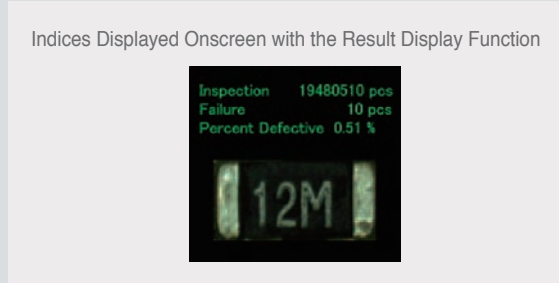 Indices Displayed Onscreen with the Result Display Function
Inspection 19480510 pcs
Failure 10 pcs
Percent Defective 0.51 %
12M